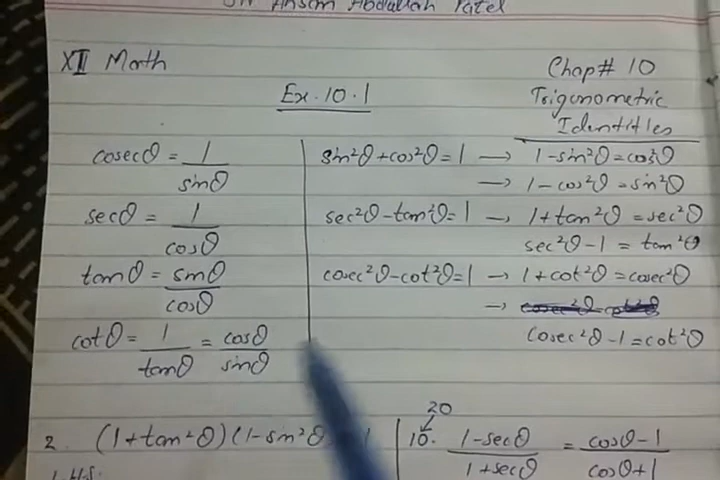 Abdullah Patel
XII Math
Chap# 10
Ex. 10.1
Trigonometric
Identities
cosecθ = 1/sinθ
sin²θ + cos²θ = 1 → 1 - sin²θ = cos²θ
→ 1 - cos²θ = sin²θ
secθ = 1/cosθ
sec²θ - tan²θ = 1 → 1 + tan²θ = sec²θ
sec²θ - 1 = tan²θ
tanθ = sinθ/cosθ
cosec²θ - cot²θ = 1 → 1 + cot²θ = cosec²θ
→
cosec²θ - 1 = cot²θ
cotθ = 1/tanθ = cosθ/sinθ
20
2. (1 + tan²θ)(1 - sin²θ 1
10. 1-secθ/1+secθ = cosθ-1/cosθ+1
L.H.S